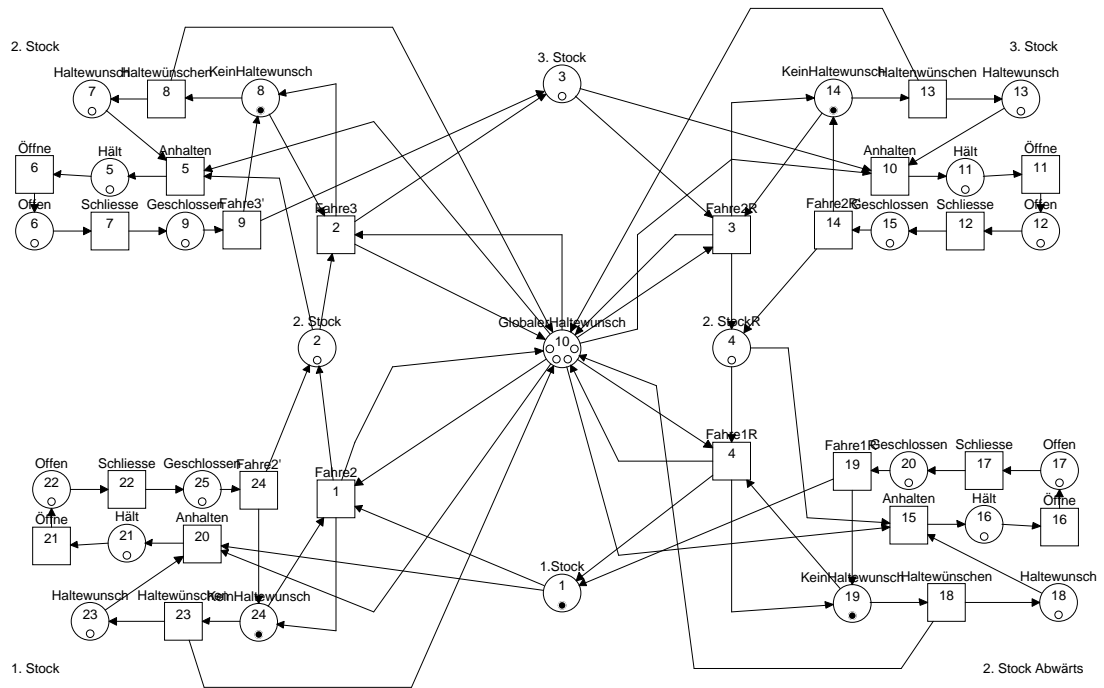 2. Stock
3. Stock
3. Stock
Haltewunsch
Haltewünschen
KeinHaltewunsch
KeinHaltewunsch
Haltenwünschen
Haltewunsch
7
8
8
3
14
13
13
Öffne
Hält
Anhalten
Anhalten
Hält
Öffne
6
5
5
10
11
11
Offen
Schliesse
Geschlossen
Fahre3'
Fahre3
Fahre2R
Fahre2R'
Geschlossen
Schliesse
Offen
6
7
9
9
2
3
14
15
12
12
2. Stock
GlobalerHaltewunsch
2. StockR
2
10
4
Offen
Schliesse
Geschlossen
Fahre2'
Fahre2
Fahre1R
Fahre1R'
Geschlossen
Schliesse
Offen
22
22
25
24
1
4
19
20
17
17
Öffne
Hält
Anhalten
Anhalten
Hält
Öffne
21
21
20
15
16
16
1.Stock
1
Haltewunsch
Haltewünschen
KeinHaltewunsch
KeinHaltewunsch
Haltewünschen
Haltewunsch
23
23
24
19
18
18
1. Stock
2. Stock Abwärts